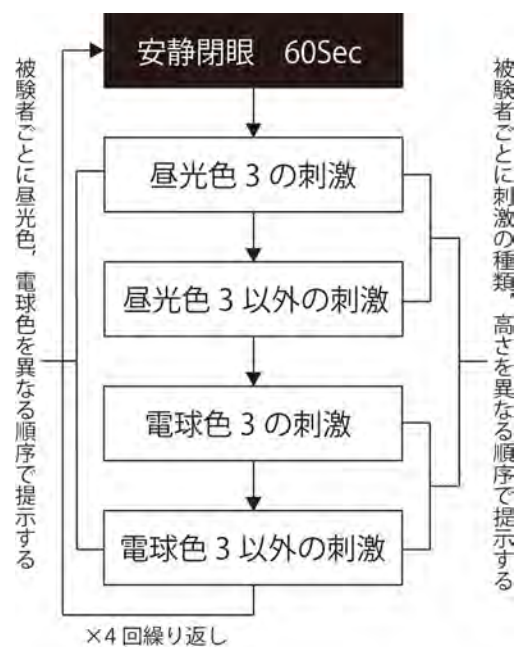 安静閉眼　60Sec
昼光色 3 の刺激
昼光色 3 以外の刺激
電球色 3 の刺激
電球色 3 以外の刺激
×4 回繰り返し
被験者ごとに昼光色，電球色を異なる順序で提示する
被験者ごとに刺激の種類，高さを異なる順序で提示する